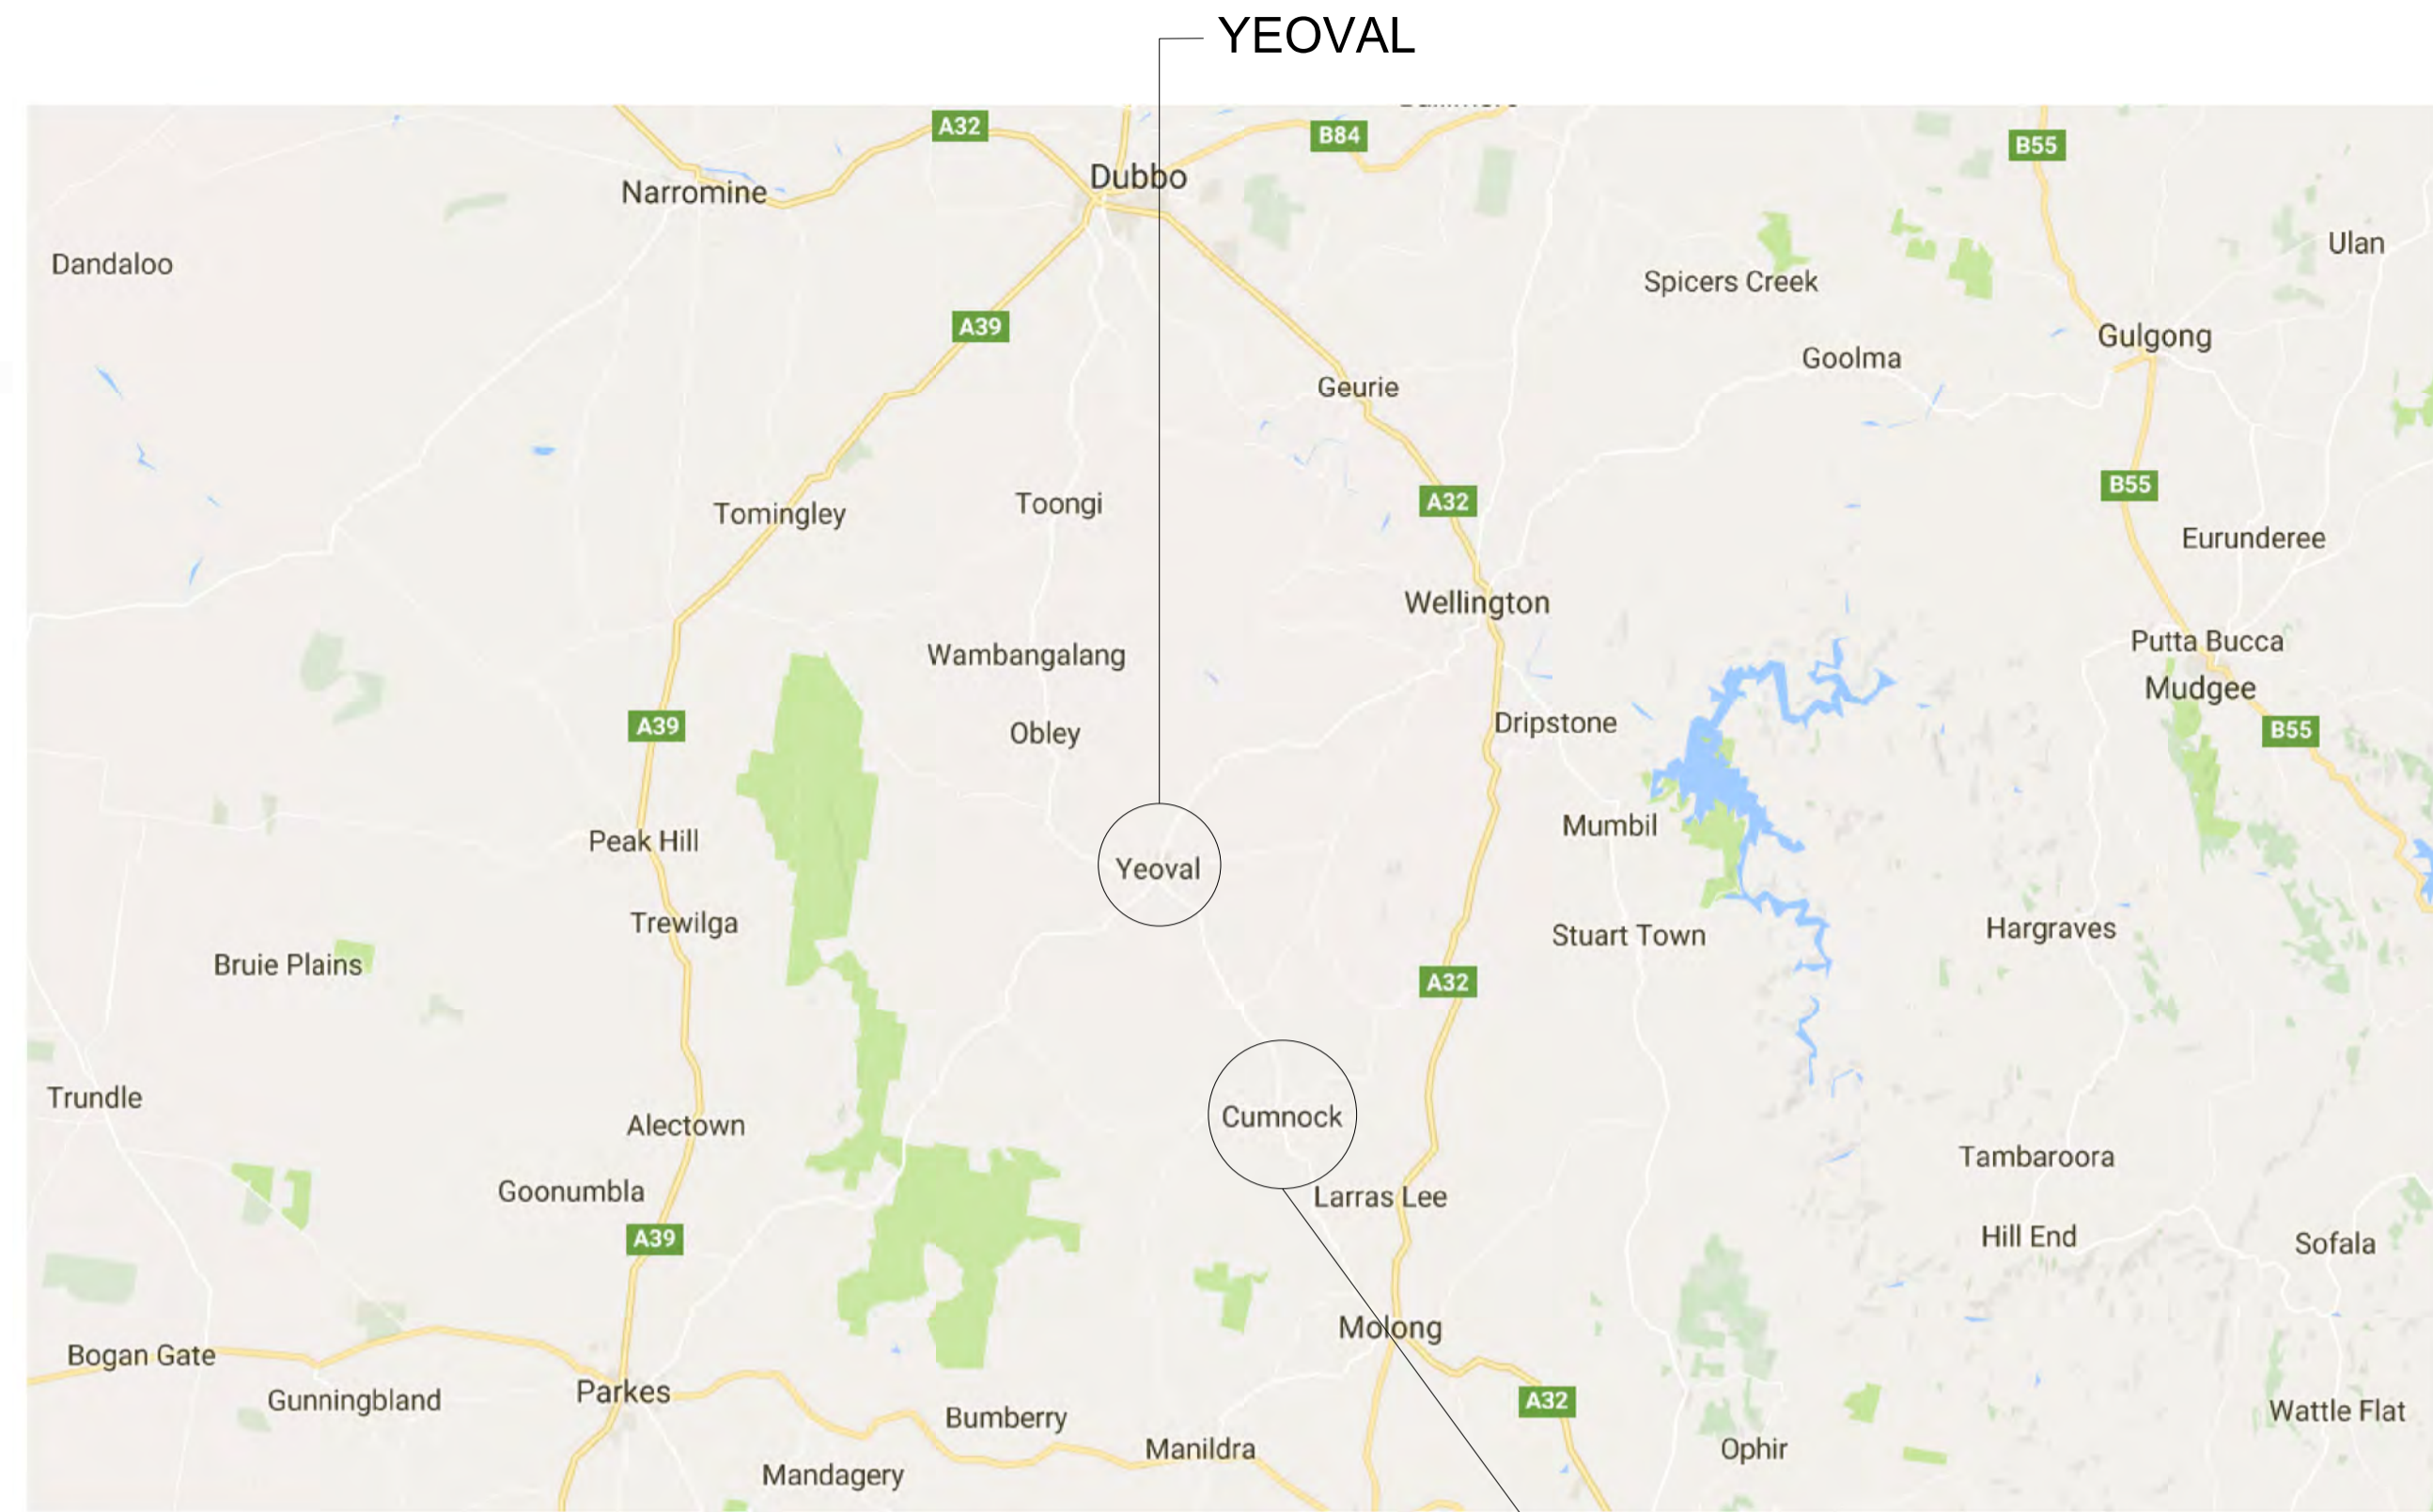 YEOVAL
A32
B84
B55
Dubbo
Narromine
Ulan
Dandaloo
Spicers Creek
A39
Gulgong
Goolma
Geurie
B55
A32
Toongi
Tomingley
Eurunderee
Wellington
Putta Bucca
Wambangalang
Mudgee
Dripstone
A39
B55
Obley
Mumbil
Peak Hill
Yeoval
Trewilga
Hargraves
Stuart Town
Bruie Plains
A32
Trundle
Cumnock
Alectown
Tambaroora
Goonumbla
Larras Lee
Hill End
A39
Sofala
Molong
Bogan Gate
Parkes
Gunningbland
A32
Wattle Flat
Bumberry
Manildra
Ophir
Mandagery